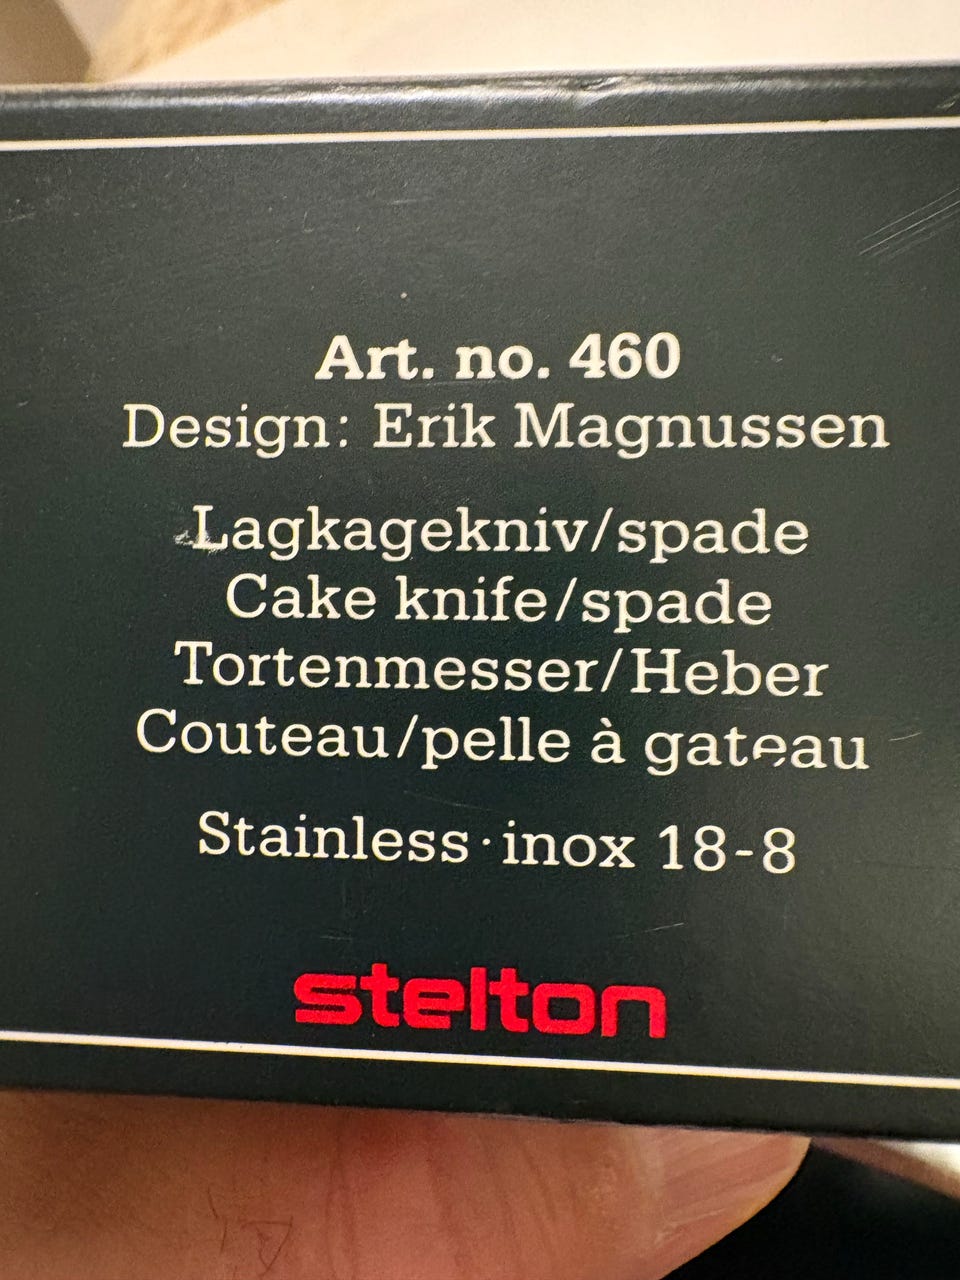 Art. no. 460
Design: Erik Magnussen
Lagkagekniv/spade
Cake knife/spade
Tortenmesser/Heber
Couteau/pelle à gateau
Stainless · inox 18-8
stelton